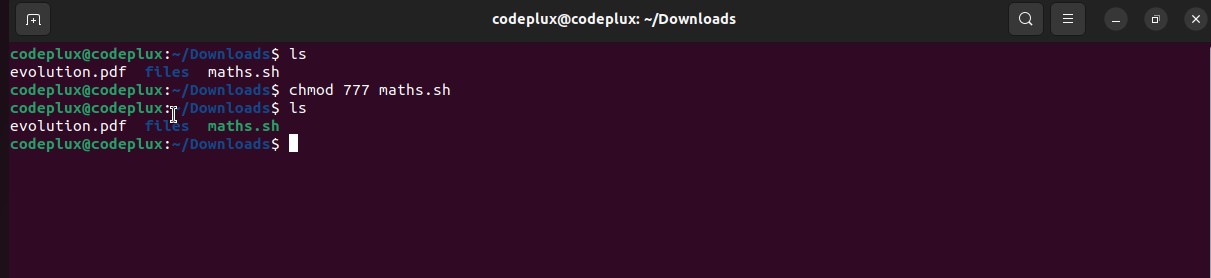 codeplux@codeplux: ~/Downloads
codeplux@codeplux:~/Downloads$ ls
evolution.pdf  files  maths.sh
codeplux@codeplux:~/Downloads$ chmod 777 maths.sh
codeplux@codeplux:~/Downloads$ ls
evolution.pdf  files  maths.sh
codeplux@codeplux:~/Downloads$